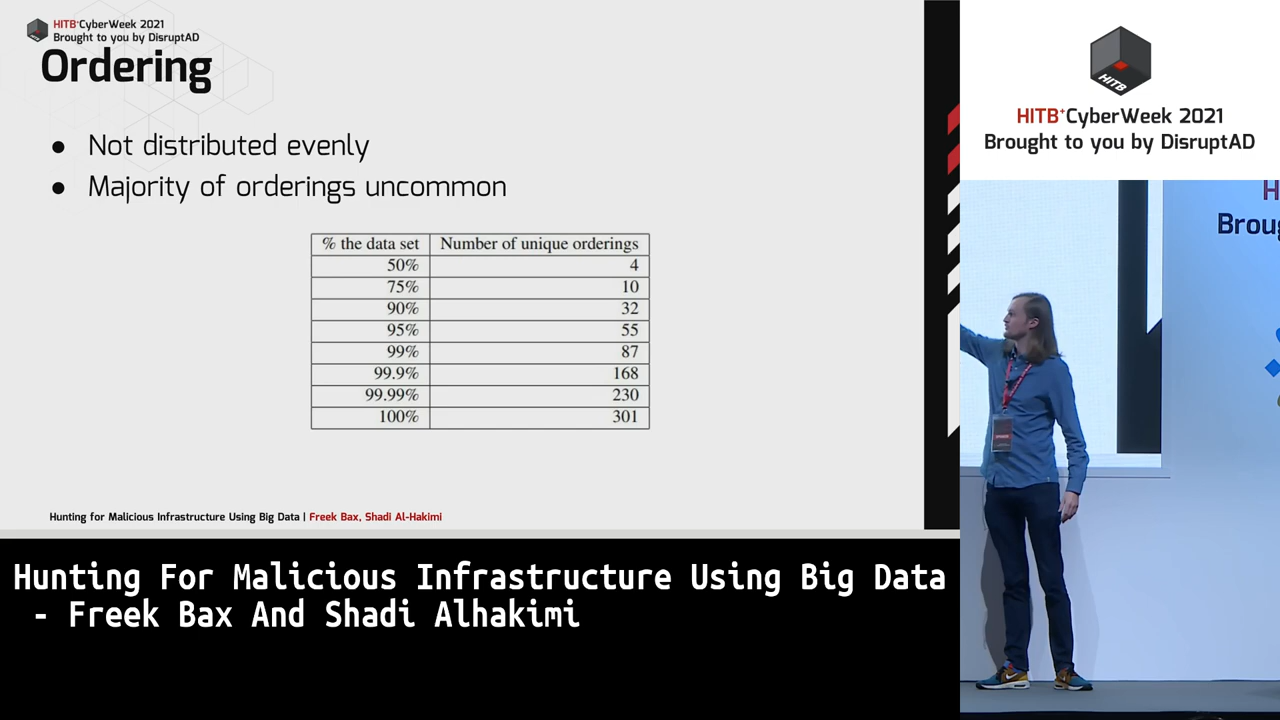 HITB+CyberWeek 2021
Brought to you by DisruptAD
Ordering
● Not distributed evenly
● Majority of orderings uncommon
% the data set Number of unique orderings
50% 4
75% 10
90% 32
95% 55
99% 87
99.9% 168
99.99% 230
100% 301
Hunting for Malicious Infrastructure Using Big Data | Freek Bax, Shadi Al-Hakimi
Hunting For Malicious Infrastructure Using Big Data
- Freek Bax And Shadi Alhakimi
HITB
HITB+CyberWeek 2021
Brought to you by DisruptAD
H
Broug